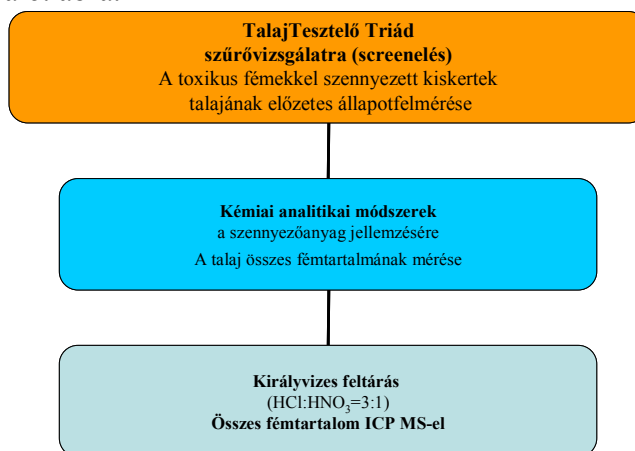 TalajTesztelő Triád
szűrővizsgálatra (screenelés)
A toxikus fémekkel szennyezett kiskertek
talajának előzetes állapotfelmérése
Kémiai analitikai módszerek
a szennyezőanyag jellemzésére
A talaj összes fémtartalmának mérése
Királyvizes feltárás
(HCl:HNO₃=3:1)
Összes fémtartalom ICP MS-el